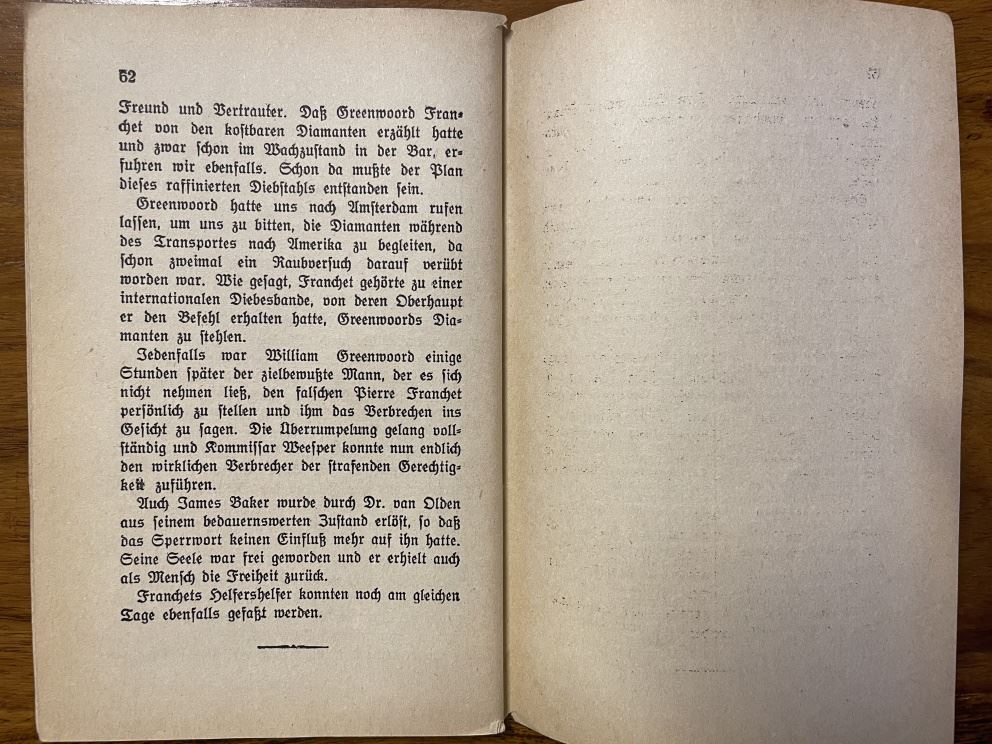 62
Freund und Vertrauter. Daß Greenwoord Fran-
chet von den kostbaren Diamanten erzählt hatte
und zwar schon im Wachzustand in der Bar, er-
fuhren wir ebenfalls. Schon da mußte der Plan
dieses raffinierten Diebstahls entstanden sein.
Greenwoord hatte uns nach Amsterdam rufen
lassen, um uns zu bitten, die Diamanten während
des Transportes nach Amerika zu begleiten, da
schon zweimal ein Raubversuch darauf verübt
worden war. Wie gesagt, Franchet gehörte zu einer
internationalen Diebesbande, von deren Oberhaupt
er den Befehl erhalten hatte, Greenwoords Dia-
manten zu stehlen.
Jedenfalls war William Greenwoord einige
Stunden später der zielbewußte Mann, der es sich
nicht nehmen ließ, den falschen Pierre Franchet
persönlich zu stellen und ihm das Verbrechen ins
Gesicht zu sagen. Die Überrumpelung gelang voll-
ständig und Kommissar Weesper konnte nun endlich
den wirklichen Verbrecher der strafenden Gerechtig-
keit zuführen.
Auch James Baker wurde durch Dr. van Olden
aus seinem bedauernswerten Zustand erlöst, so daß
das Sperrwort keinen Einfluß mehr auf ihn hatte.
Seine Seele war frei geworden und er erhielt auch
als Mensch die Freiheit zurück.
Franchets Helfershelfer konnten noch am gleichen
Tage ebenfalls gefaßt werden.